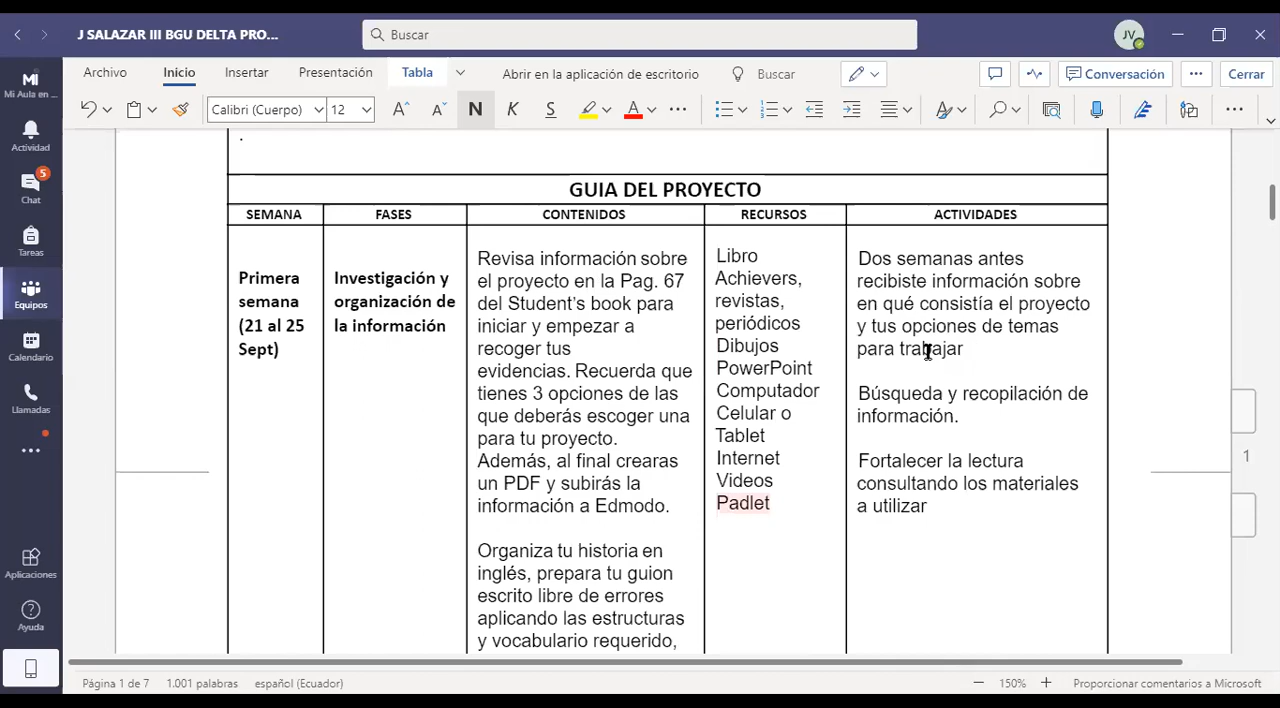 J SALAZAR III BGU DELTA PRO...
Buscar
JV
MI
Mi Aula en ...
Actividad
5
Chat
Tareas
Equipos
Calendario
Llamadas
Aplicaciones
Ayuda
Archivo Inicio Insertar Presentación Tabla Abrir en la aplicación de escritorio Buscar Conversación Cerrar
Calibri (Cuerpo) 12 A A N K S A
.
GUIA DEL PROYECTO
SEMANA FASES CONTENIDOS RECURSOS ACTIVIDADES
Primera
semana
(21 al 25
Sept)
Investigación y
organización de
la información
Revisa información sobre
el proyecto en la Pag. 67
del Student's book para
iniciar y empezar a
recoger tus
evidencias. Recuerda que
tienes 3 opciones de las
que deberás escoger una
para tu proyecto.
Además, al final crearas
un PDF y subirás la
información a Edmodo.
Organiza tu historia en
inglés, prepara tu guion
escrito libre de errores
aplicando las estructuras
y vocabulario requerido,
Libro
Achievers,
revistas,
periódicos
Dibujos
PowerPoint
Computador
Celular o
Tablet
Internet
Videos
Padlet
Dos semanas antes
recibiste información sobre
en qué consistía el proyecto
y tus opciones de temas
para trabajar
Búsqueda y recopilación de
información.
Fortalecer la lectura
consultando los materiales
a utilizar
1
Página 1 de 7 1.001 palabras español (Ecuador) 150% Proporcionar comentarios a Microsoft